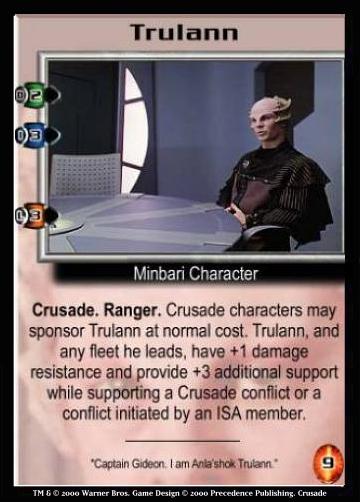 Trulann
2
3
3
Minbari Character
Crusade. Ranger. Crusade characters may
sponsor Trulann at normal cost. Trulann, and
any fleet he leads, have +1 damage
resistance and provide +3 additional support
while supporting a Crusade conflict or a
conflict initiated by an ISA member.
"Captain Gideon. I am Anla'shok Trulann."
9
TM & © 2000 Warner Bros. Game Design © 2000 Precedence Publishing. Crusade